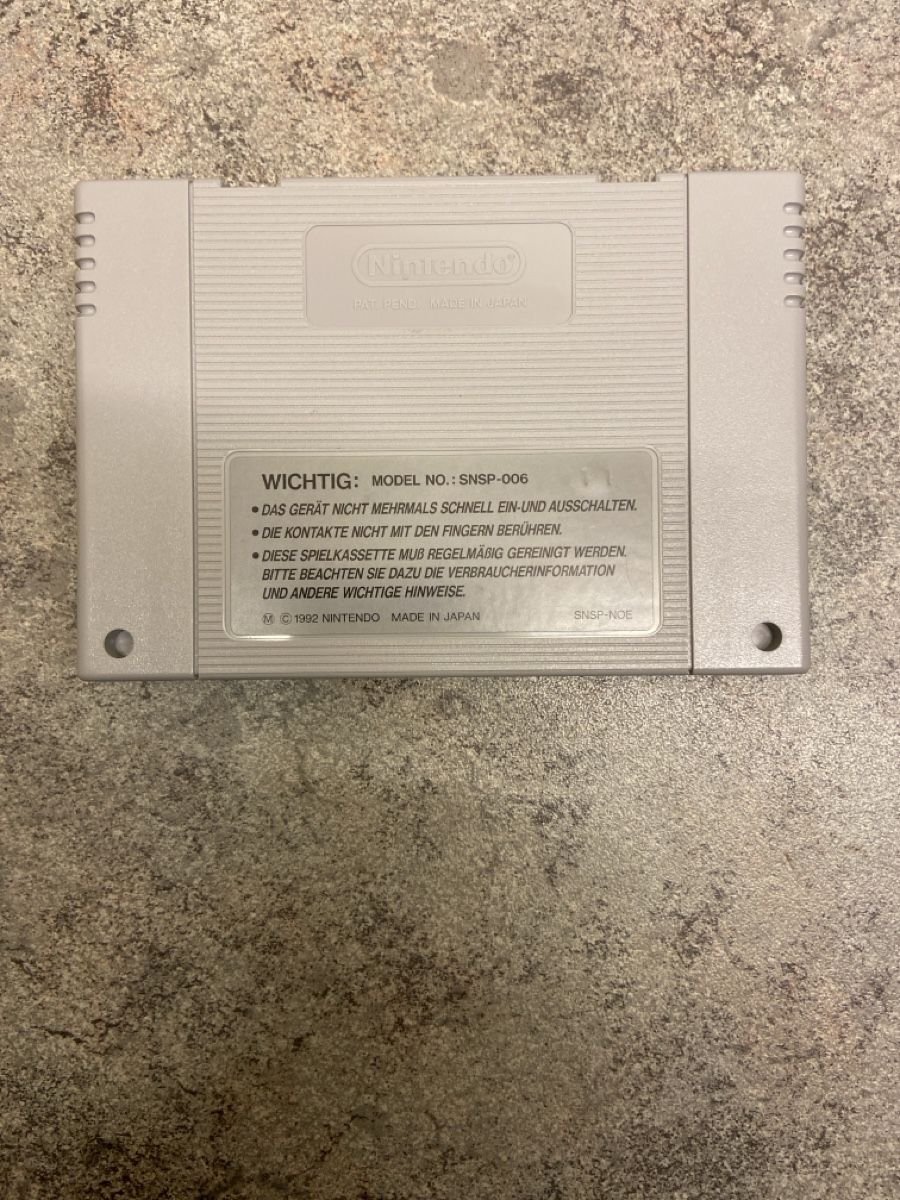 Nintendo®
PAT. PEND. MADE IN JAPAN
WICHTIG: MODEL NO.: SNSP-006
• DAS GERÄT NICHT MEHRMALS SCHNELL EIN-UND AUSSCHALTEN.
• DIE KONTAKTE NICHT MIT DEN FINGERN BERÜHREN.
• DIESE SPIELKASSETTE MUß REGELMÄßIG GEREINIGT WERDEN.
BITTE BEACHTEN SIE DAZU DIE VERBRAUCHERINFORMATION
UND ANDERE WICHTIGE HINWEISE.
Ⓜ © 1992 NINTENDO MADE IN JAPAN SNSP-NOE